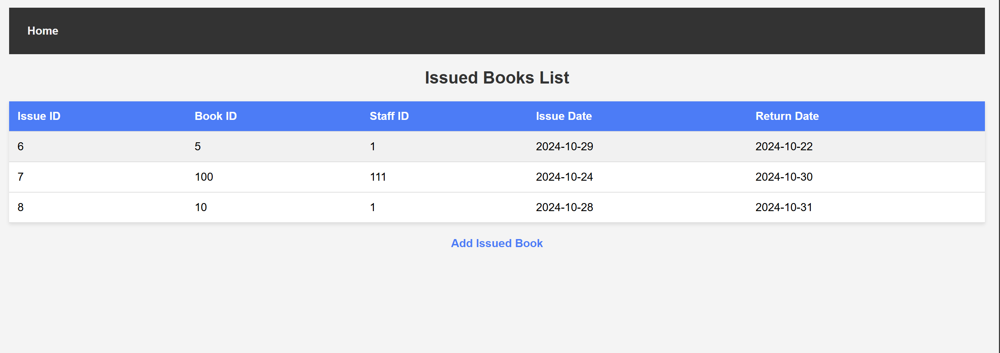 Home
Issued Books List
Issue ID Book ID Staff ID Issue Date Return Date
6 5 1 2024-10-29 2024-10-22
7 100 111 2024-10-24 2024-10-30
8 10 1 2024-10-28 2024-10-31
Add Issued Book